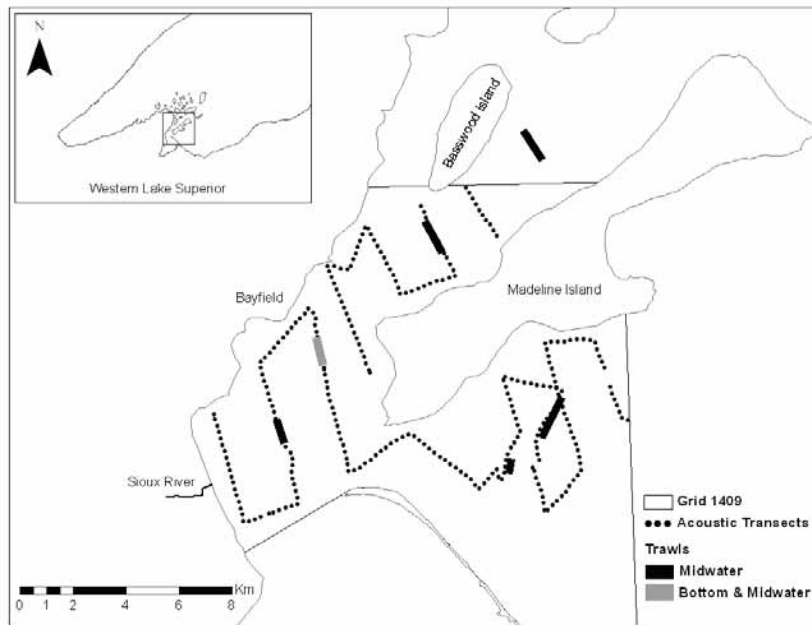 N
Western Lake Superior
Basswood Island
Bayfield
Madeline Island
Sioux River
Grid 1409
Acoustic Transects
Trawls
Midwater
Bottom & Midwater
Km
0 1 2 4 6 8